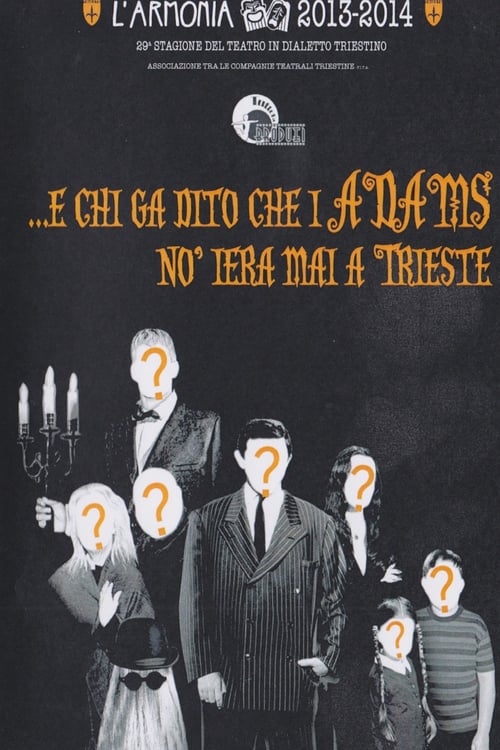 L'ARMONIA 2013-2014
29ª STAGIONE DEL TEATRO IN DIALETTO TRIESTINO
ASSOCIAZIONE TRA LE COMPAGNIE TEATRALI TRIESTINE F.I.T.A.
...E CHI GA DITO CHE I ADAMS
NO' IERA MAI A TRIESTE
?
?
?
?
?
?
?